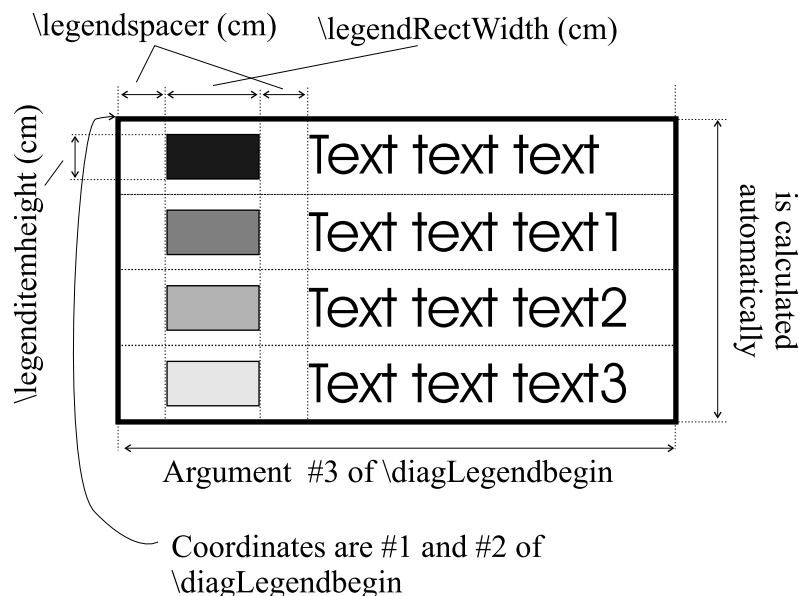 \legendspacer (cm)
\legendRectWidth (cm)
\legenditemheight (cm)
Text text text
Text text text1
Text text text2
Text text text3
is calculated
automatically
Argument #3 of \diagLegendbegin
Coordinates are #1 and #2 of
\diagLegendbegin